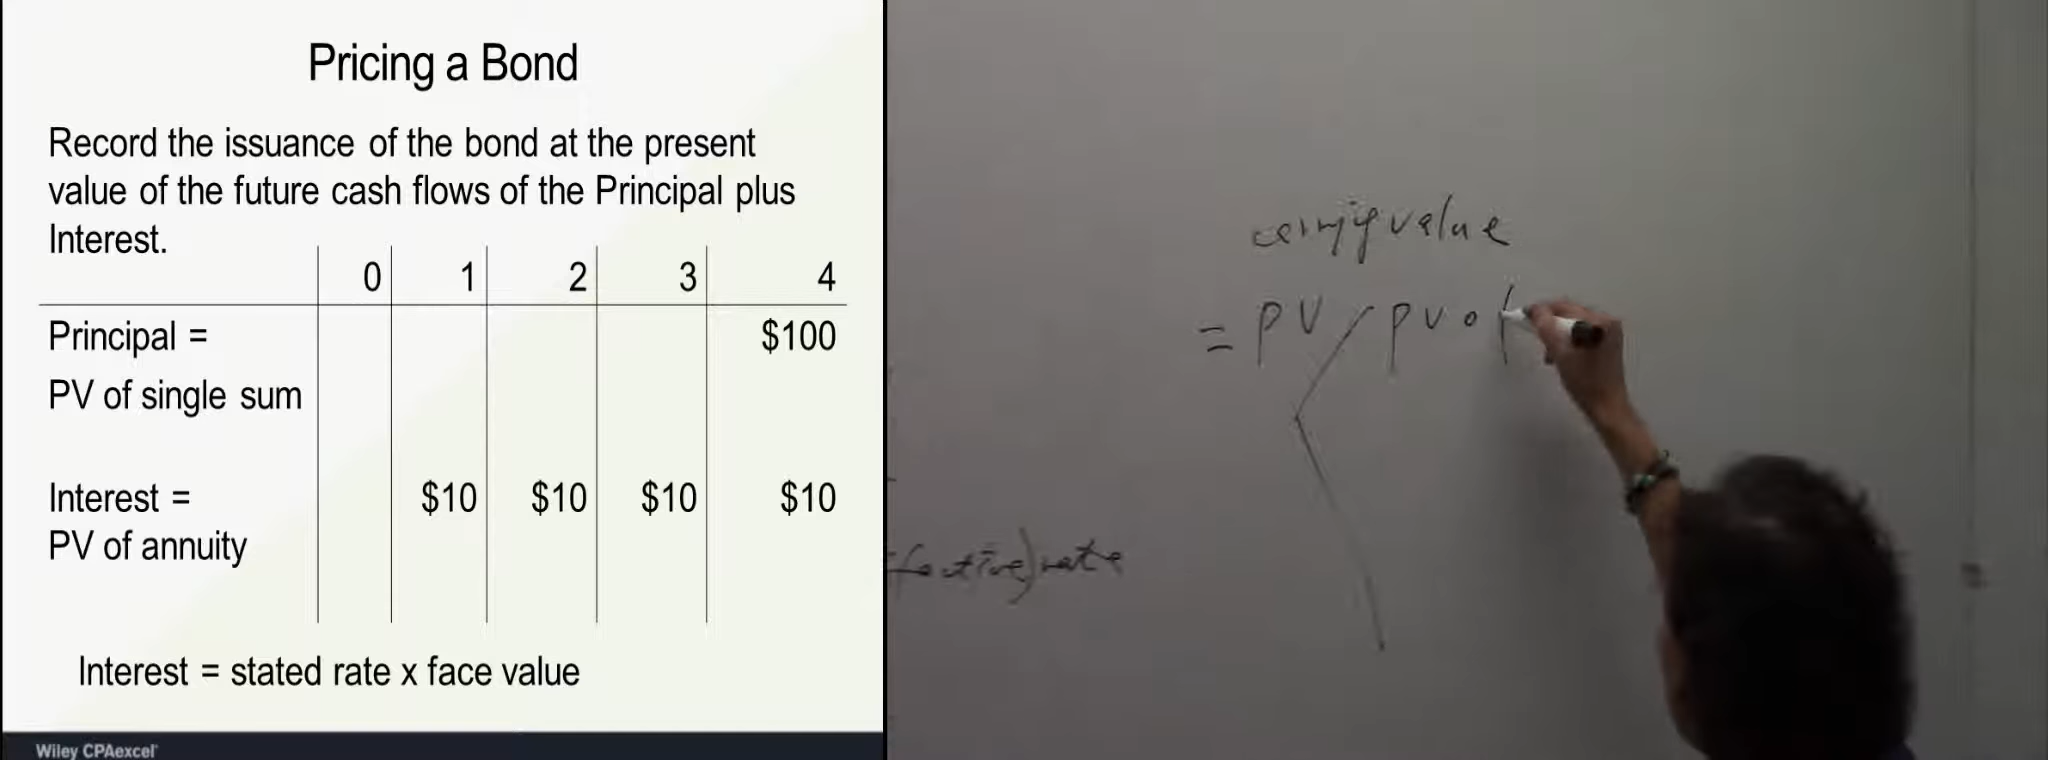 Pricing a Bond
Record the issuance of the bond at the present
value of the future cash flows of the Principal plus
Interest.
0 1 2 3 4
Principal = $100
PV of single sum
Interest = $10 $10 $10 $10
PV of annuity
Interest = stated rate x face value
Wiley CPAexcel
value
= PV PV of
rate